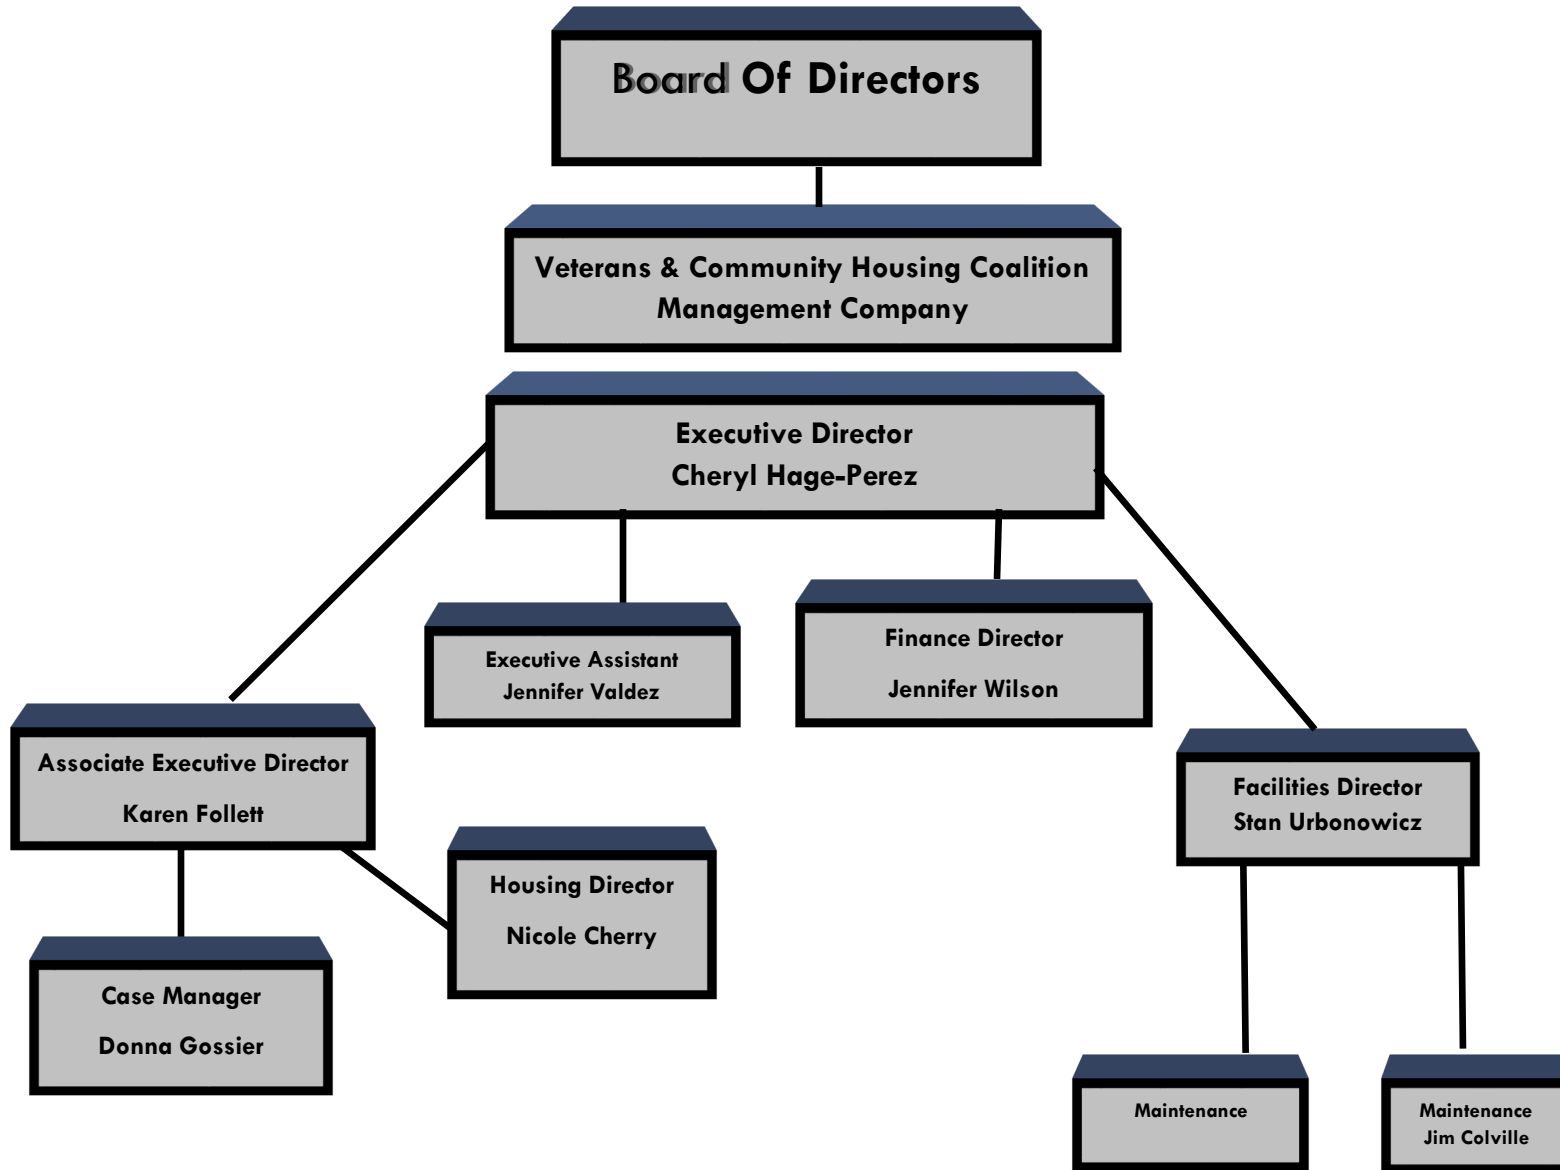 Board Of Directors
Veterans & Community Housing Coalition
Management Company
Executive Director
Cheryl Hage-Perez
Executive Assistant
Jennifer Valdez
Finance Director
Jennifer Wilson
Associate Executive Director
Karen Follett
Facilities Director
Stan Urbonowicz
Housing Director
Nicole Cherry
Case Manager
Donna Gossier
Maintenance
Maintenance
Jim Colville